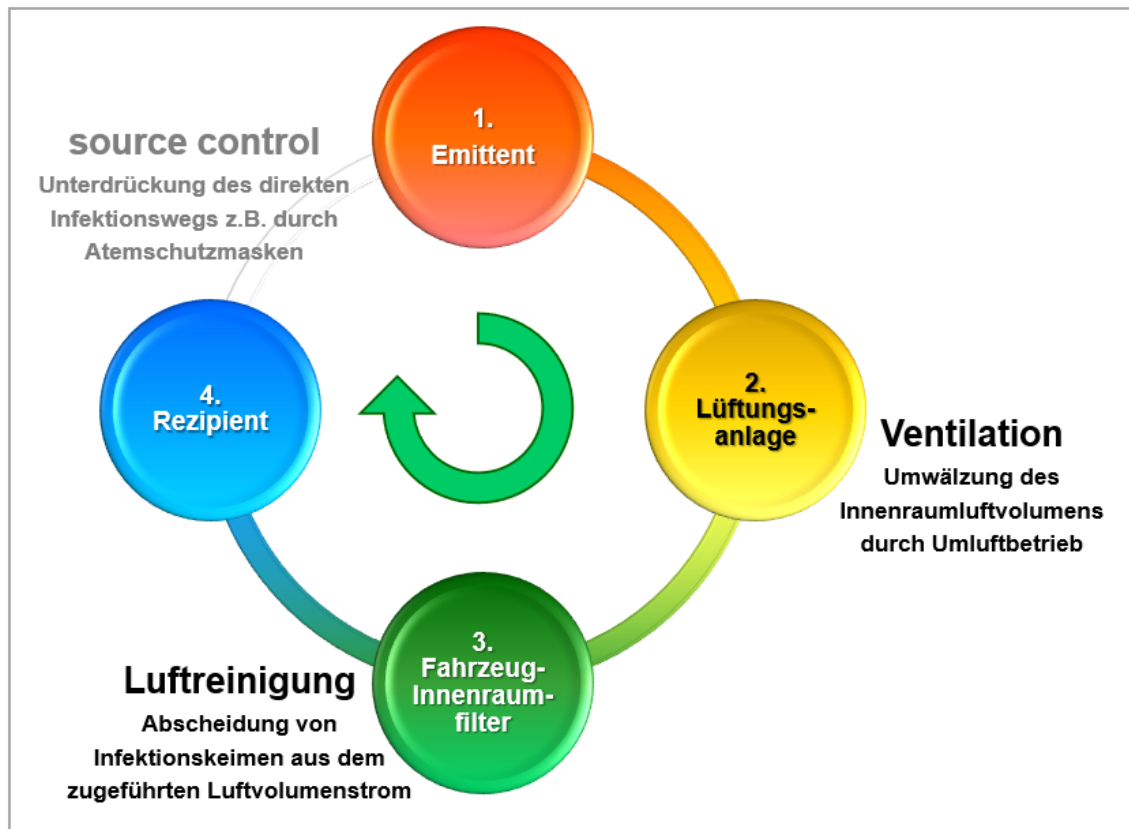 1.
Emittent
source control
Unterdrückung des direkten
Infektionswegs z.B. durch
Atemschutzmasken
2.
Lüftungs-
anlage
Ventilation
Umwälzung des
Innenraumluftvolumens
durch Umluftbetrieb
3.
Fahrzeug-
Innenraum-
filter
Luftreinigung
Abscheidung von
Infektionskeimen aus dem
zugeführten Luftvolumenstrom
4.
Rezipient